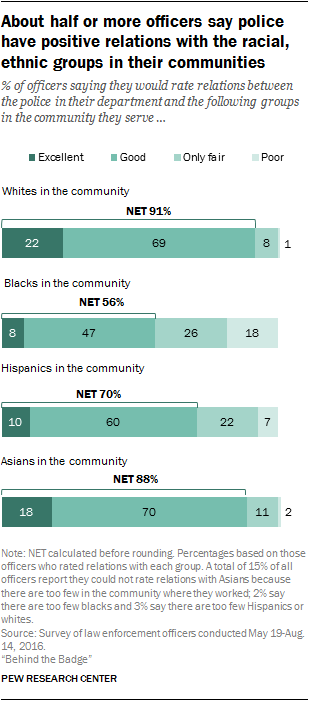 About half or more officers say police
have positive relations with the racial,
ethnic groups in their communities
% of officers saying they would rate relations between
the police in their department and the following groups
in the community they serve ...
Excellent Good Only fair Poor
Whites in the community
NET 91%
22 69 8 1
Blacks in the community
NET 56%
8 47 26 18
Hispanics in the community
NET 70%
10 60 22 7
Asians in the community
NET 88%
18 70 11 2
Note: NET calculated before rounding. Percentages based on those
officers who rated relations with each group. A total of 15% of all
officers report they could not rate relations with Asians because
there are too few in the community where they worked; 2% say
there are too few blacks and 3% say there are too few Hispanics or
whites.
Source: Survey of law enforcement officers conducted May 19-Aug.
14, 2016.
"Behind the Badge"
PEW RESEARCH CENTER